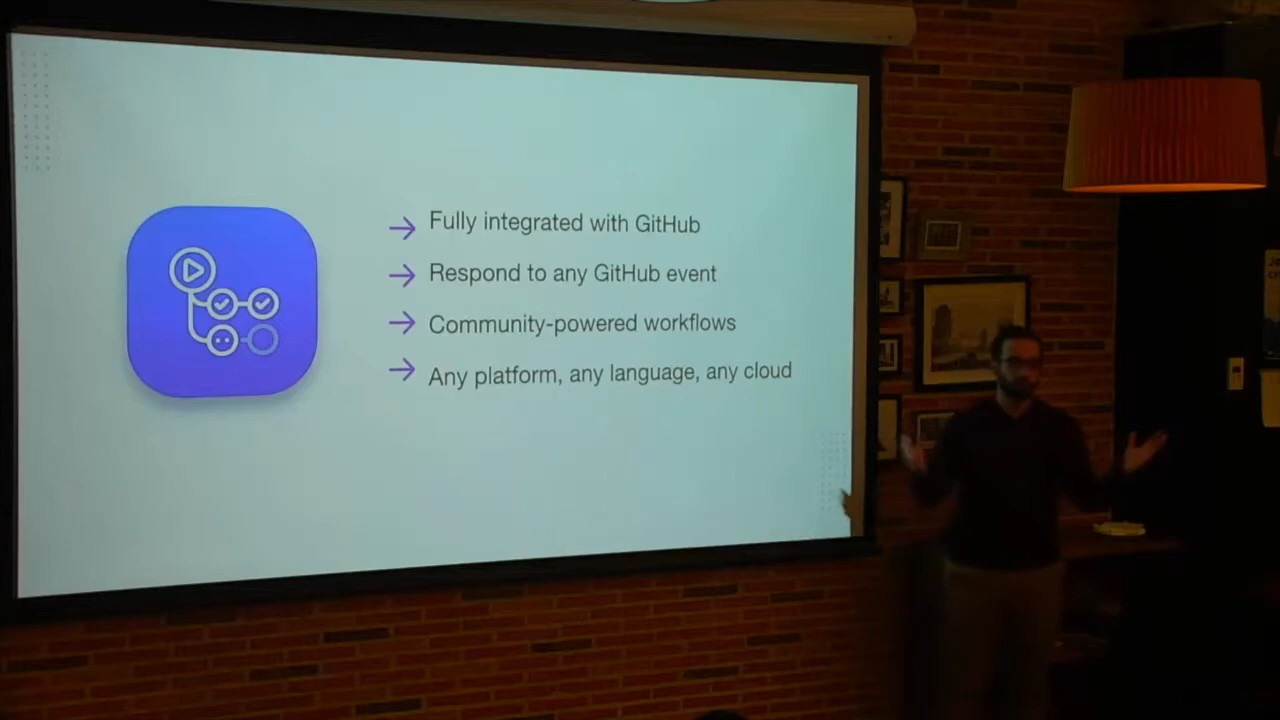 Fully integrated with GitHub
Respond to any GitHub event
Community-powered workflows
Any platform, any language, any cloud